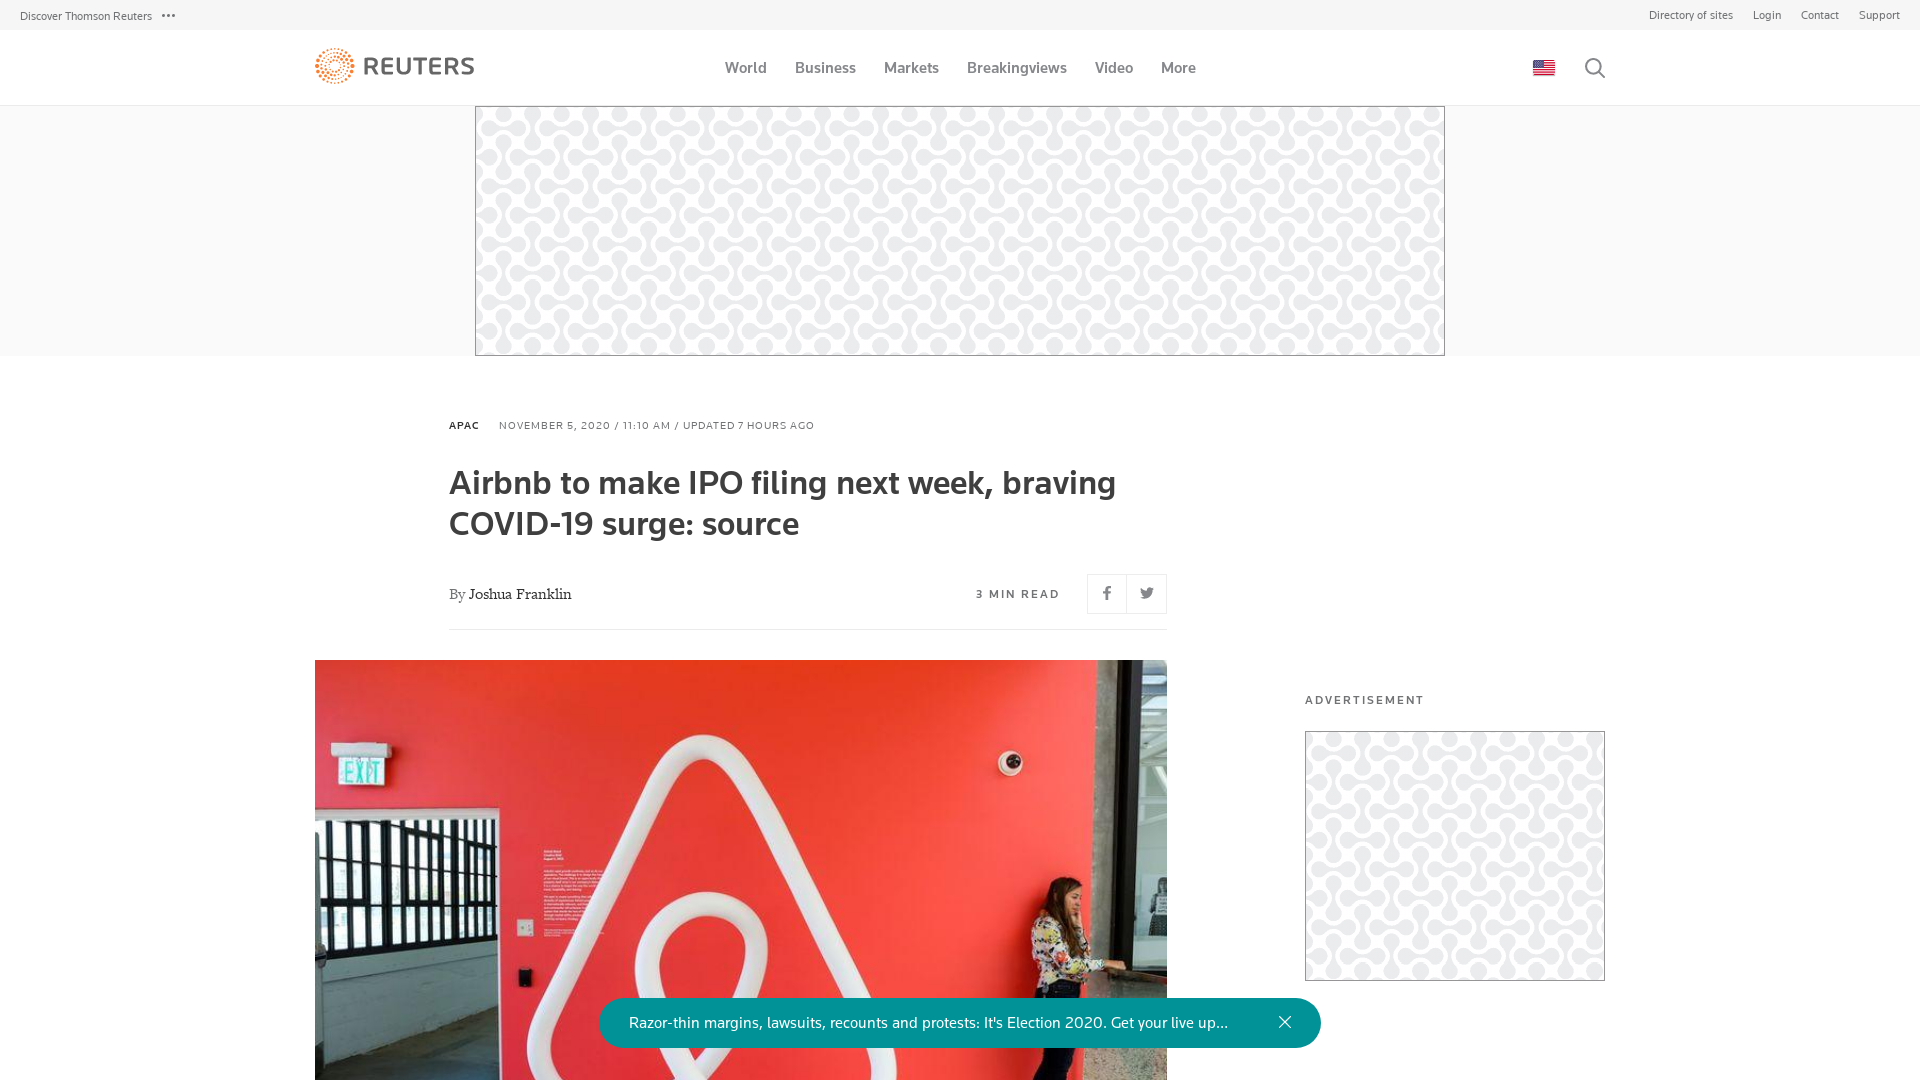 Discover Thomson Reuters
Directory of sites
Login
Contact
Support
REUTERS
World
Business
Markets
Breakingviews
Video
More
APAC
NOVEMBER 5, 2020 / 11:10 AM / UPDATED 7 HOURS AGO
Airbnb to make IPO filing next week, braving
COVID-19 surge: source
By Joshua Franklin
3 MIN READ
ADVERTISEMENT
EXIT
Razor-thin margins, lawsuits, recounts and protests: It's Election 2020. Get your live up...